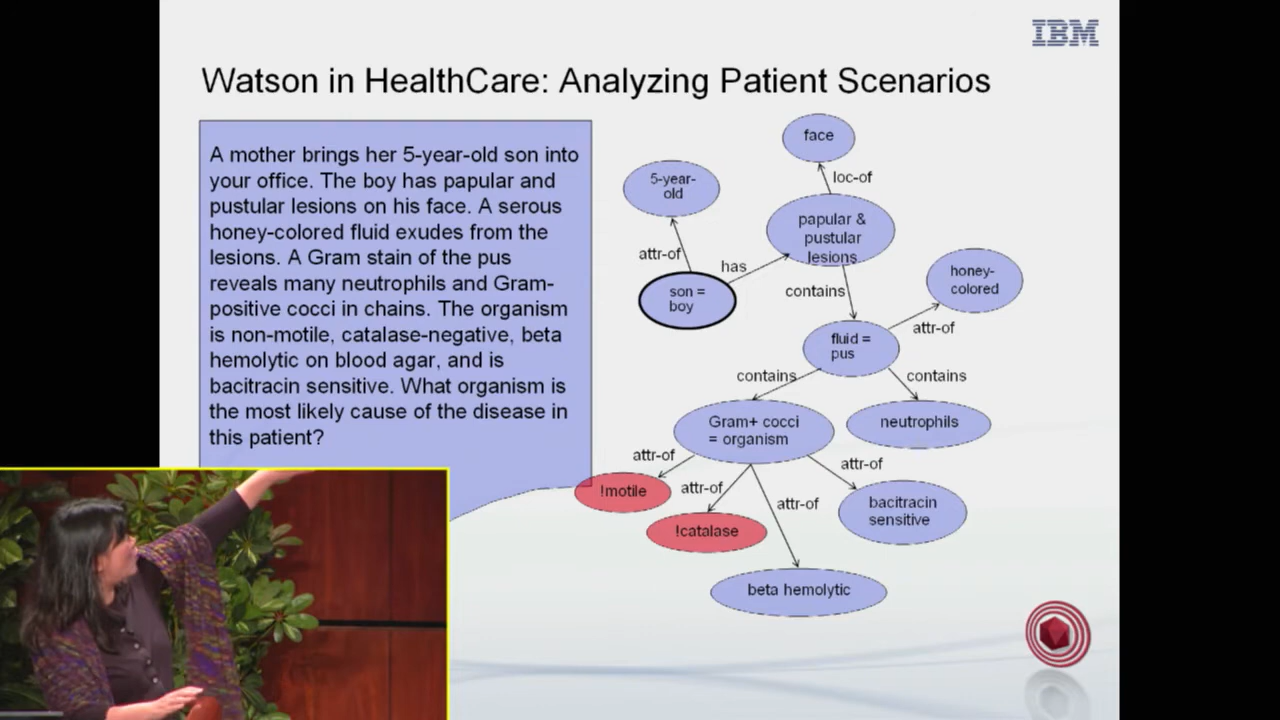 IBM
Watson in HealthCare: Analyzing Patient Scenarios
A mother brings her 5-year-old son into
your office. The boy has papular and
pustular lesions on his face. A serous
honey-colored fluid exudes from the
lesions. A Gram stain of the pus
reveals many neutrophils and Gram-
positive cocci in chains. The organism
is non-motile, catalase-negative, beta
hemolytic on blood agar, and is
bacitracin sensitive. What organism is
the most likely cause of the disease in
this patient?
face
loc-of
5-year-
old
papular &
pustular
lesions
attr-of
has
son =
boy
contains
honey-
colored
attr-of
fluid =
pus
contains
contains
Gram+ cocci
= organism
neutrophils
attr-of
attr-of
attr-of
attr-of
!motile
!catalase
bacitracin
sensitive
beta hemolytic